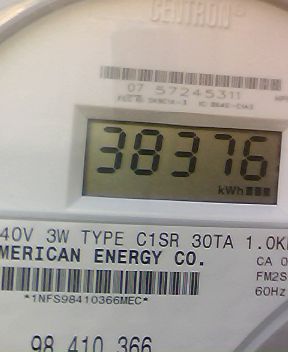 CENTRON®
07 57245311
38376
kWh
40V 3W TYPE C1SR 30TA 1.0K
MERICAN ENERGY CO.
CA 0
FM2S
60Hz
*1NFS98410366MEC*
98 410 366